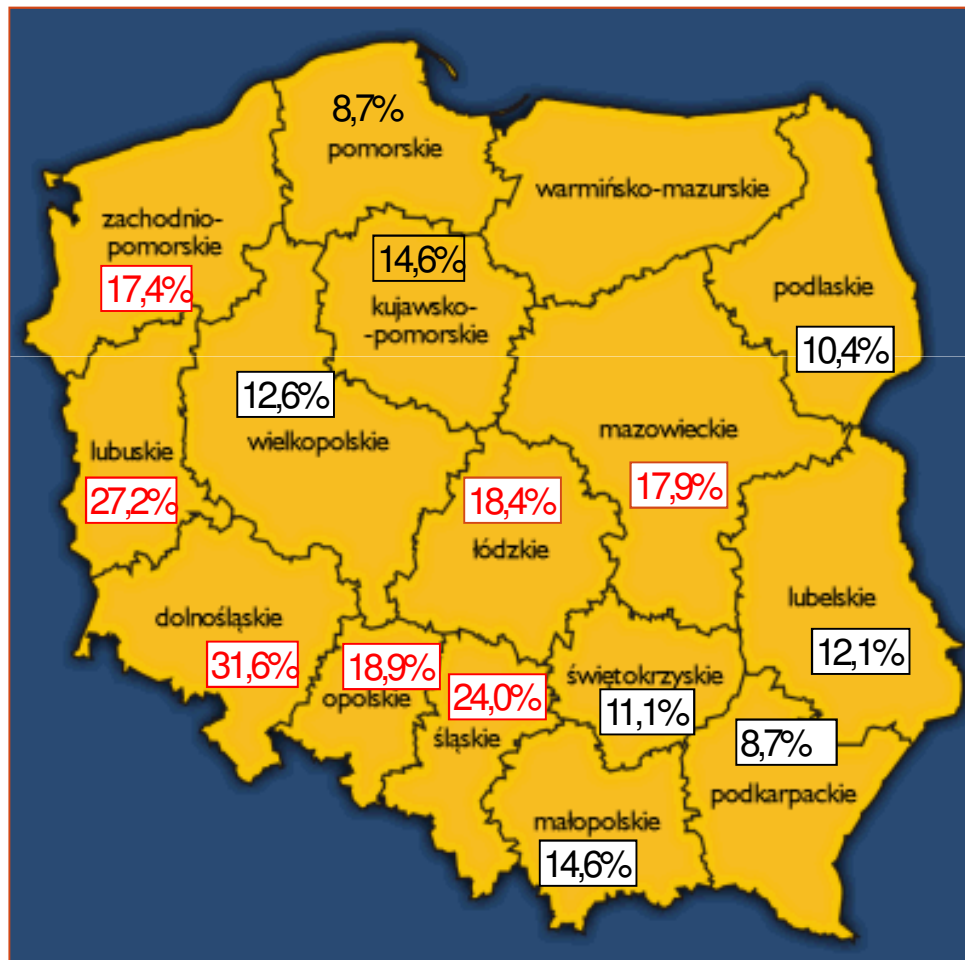 8,7%
pomorskie
warmińsko-mazurskie
zachodnio-
pomorskie
17,4%
14,6%
kujawsko-
-pomorskie
podlaskie
10,4%
12,6%
wielkopolskie
mazowieckie
17,9%
lubuskie
27,2%
18,4%
łódzkie
dolnośląskie
31,6%
18,9%
opolskie
24,0%
śląskie
świętokrzyskie
11,1%
lubelskie
12,1%
8,7%
podkarpackie
małopolskie
14,6%